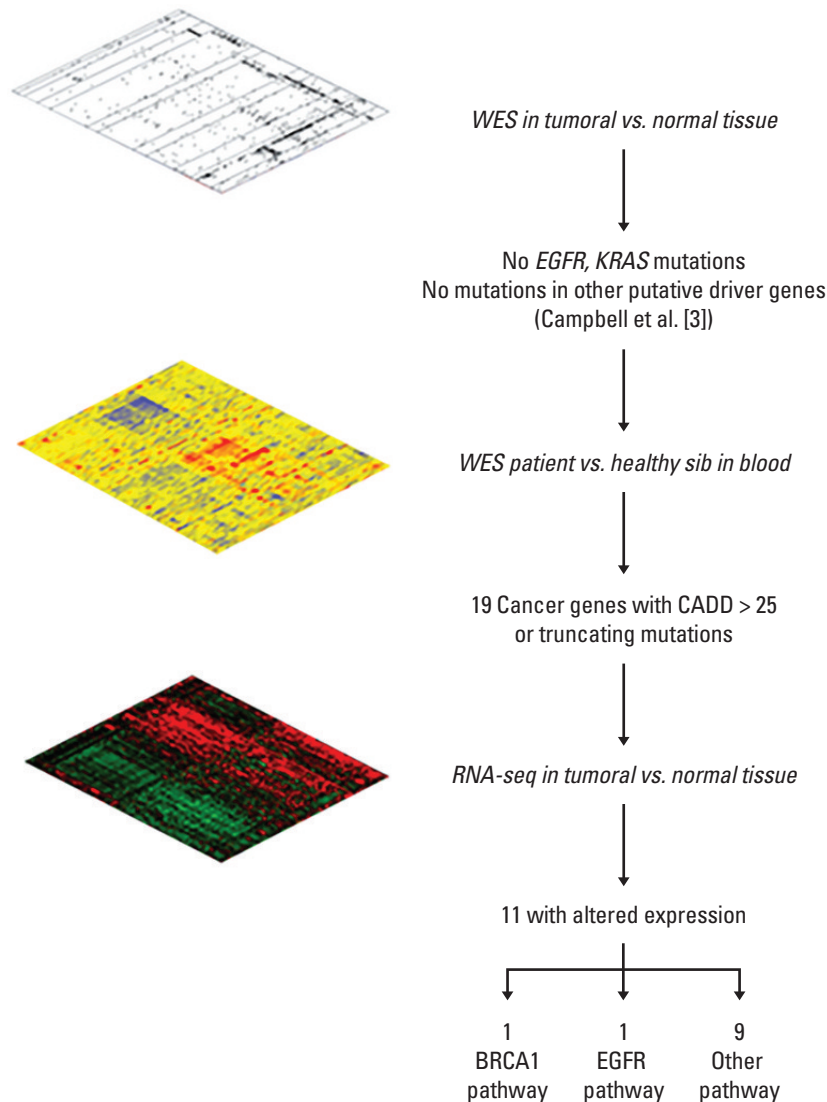 WES in tumoral vs. normal tissue
No EGFR, KRAS mutations
No mutations in other putative driver genes
(Campbell et al. [3])
WES patient vs. healthy sib in blood
19 Cancer genes with CADD > 25
or truncating mutations
RNA-seq in tumoral vs. normal tissue
11 with altered expression
1
BRCA1
pathway
1
EGFR
pathway
9
Other
pathway